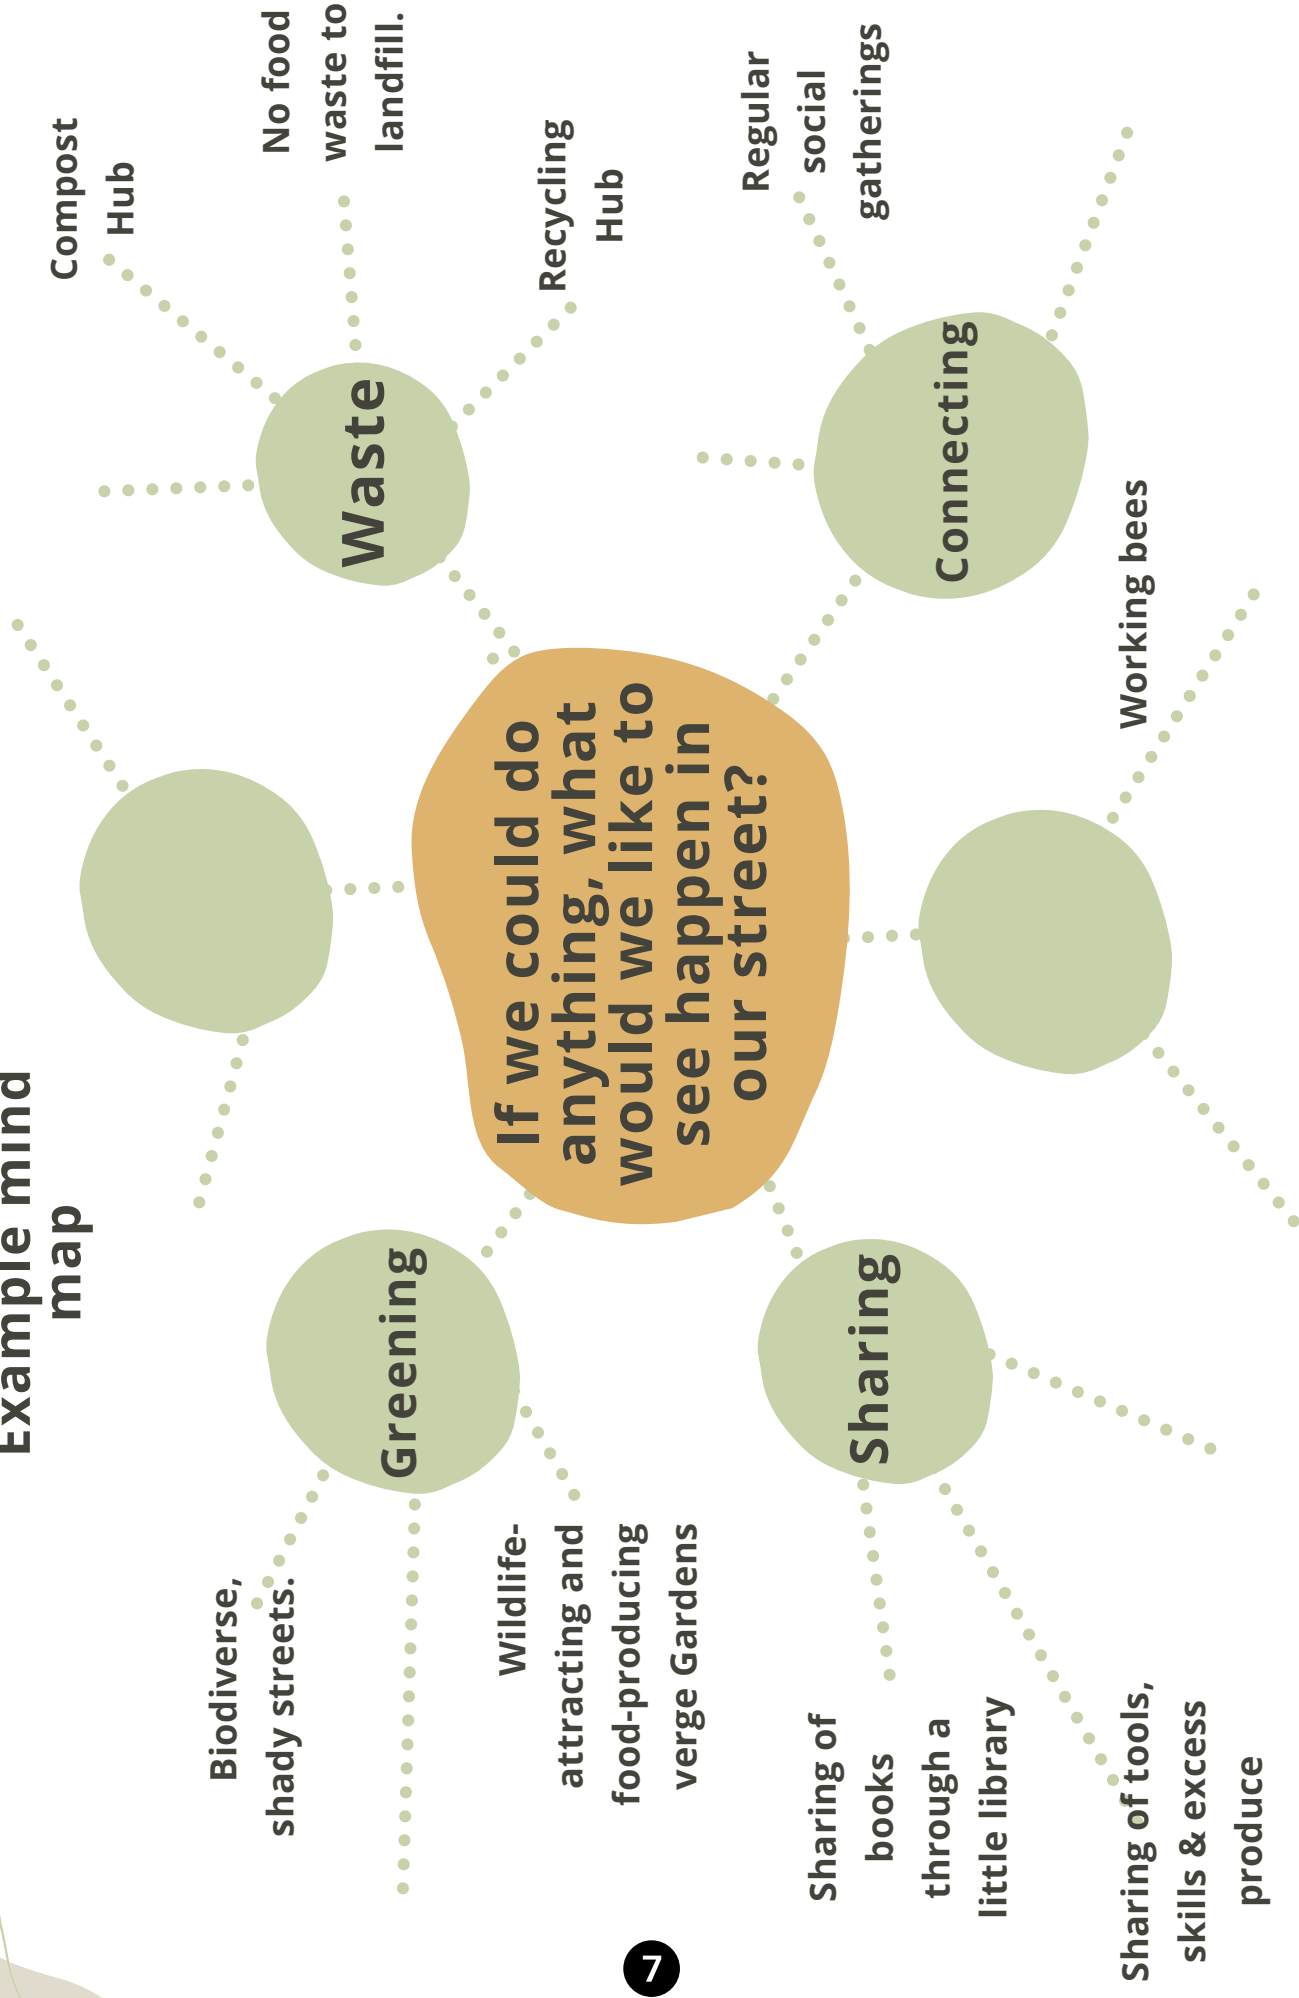 Example mind
map
Compost
Hub
No food
waste to
landfill.
Recycling
Hub
Waste
Regular
social
gatherings
Connecting
Working bees
If we could do
anything, what
would we like to
see happen in
our street?
Greening
Biodiverse,
shady streets.
Wildlife-
attracting and
food-producing
verge Gardens
Sharing
Sharing of
books
through a
little library
Sharing of tools,
skills & excess
produce
7